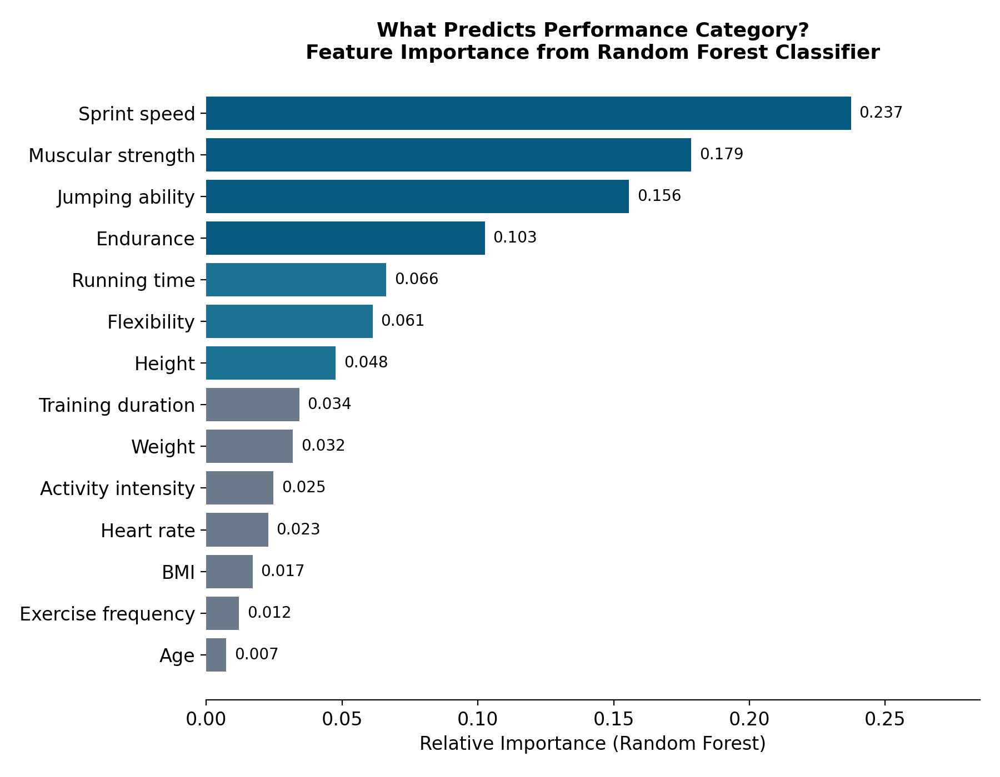 What Predicts Performance Category?
Feature Importance from Random Forest Classifier
Sprint speed 0.237
Muscular strength 0.179
Jumping ability 0.156
Endurance 0.103
Running time 0.066
Flexibility 0.061
Height 0.048
Training duration 0.034
Weight 0.032
Activity intensity 0.025
Heart rate 0.023
BMI 0.017
Exercise frequency 0.012
Age 0.007
0.00 0.05 0.10 0.15 0.20 0.25
Relative Importance (Random Forest)